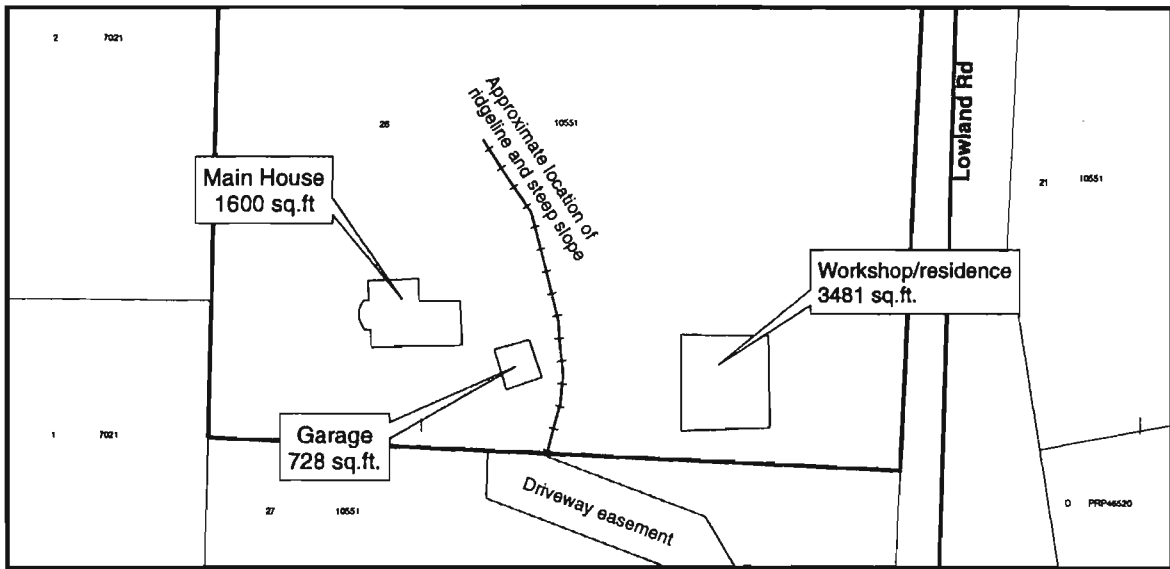 2 7021
26 10551
Approximate location of
ridgeline and steep slope
Lowland Rd
21 10551
Main House
1600 sq.ft
Workshop/residence
3481 sq.ft.
Garage
728 sq.ft.
1 7021
27 10551
Driveway easement
D PRP46520